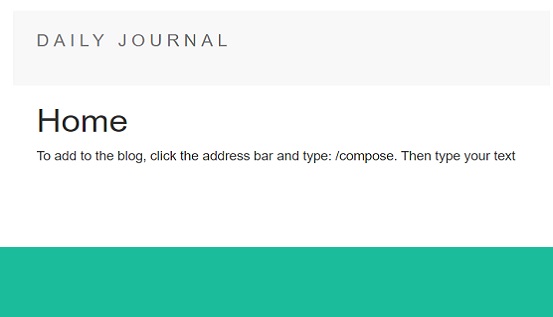 DAILY JOURNAL
Home
To add to the blog, click the address bar and type: /compose. Then type your text